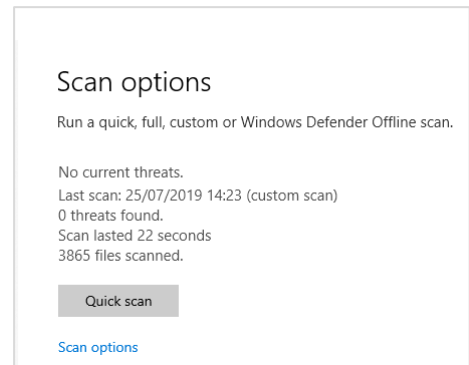 Scan options
Run a quick, full, custom or Windows Defender Offline scan.
No current threats.
Last scan: 25/07/2019 14:23 (custom scan)
0 threats found.
Scan lasted 22 seconds
3865 files scanned.
Quick scan
Scan options